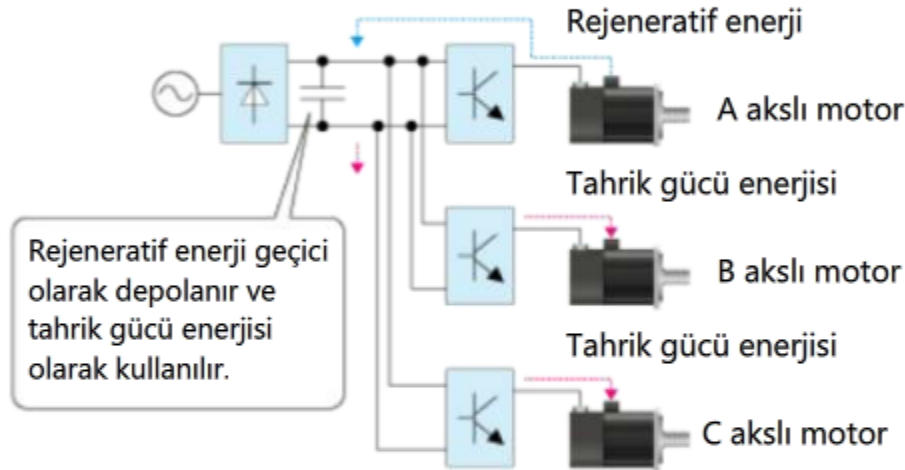 Rejeneratif enerji
A akslı motor
Tahrik gücü enerjisi
B akslı motor
Rejeneratif enerji geçici
olarak depolanır ve
tahrik gücü enerjisi
olarak kullanılır.
Tahrik gücü enerjisi
C akslı motor